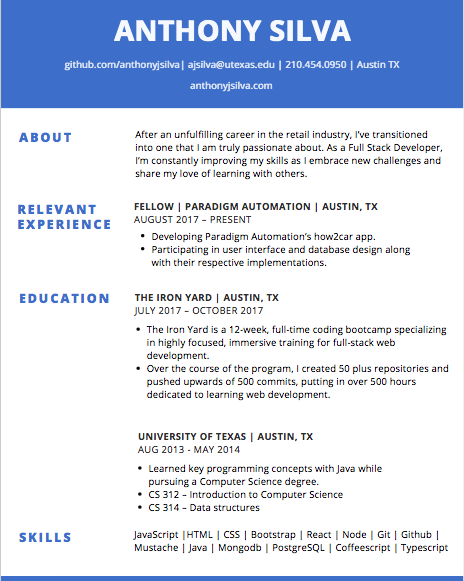 ANTHONY SILVA
github.com/anthonyjsilva| ajsilva@utexas.edu | 210.454.0950 | Austin TX
anthonyjsilva.com
ABOUT
After an unfulfilling career in the retail industry, I've transitioned
into one that I am truly passionate about. As a Full Stack Developer,
I'm constantly improving my skills as I embrace new challenges and
share my love of learning with others.
RELEVANT
EXPERIENCE
FELLOW | PARADIGM AUTOMATION | AUSTIN, TX
AUGUST 2017 – PRESENT
• Developing Paradigm Automation's how2car app.
• Participating in user interface and database design along
with their respective implementations.
EDUCATION
THE IRON YARD | AUSTIN, TX
JULY 2017 – OCTOBER 2017
• The Iron Yard is a 12-week, full-time coding bootcamp specializing
in highly focused, immersive training for full-stack web
development.
• Over the course of the program, I created 50 plus repositories and
pushed upwards of 500 commits, putting in over 500 hours
dedicated to learning web development.
UNIVERSITY OF TEXAS | AUSTIN, TX
AUG 2013 - MAY 2014
• Learned key programming concepts with Java while
pursuing a Computer Science degree.
• CS 312 – Introduction to Computer Science
• CS 314 – Data structures
SKILLS
JavaScript |HTML | CSS | Bootstrap | React | Node | Git | Github |
Mustache | Java | Mongodb | PostgreSQL | Coffeescript | Typescript